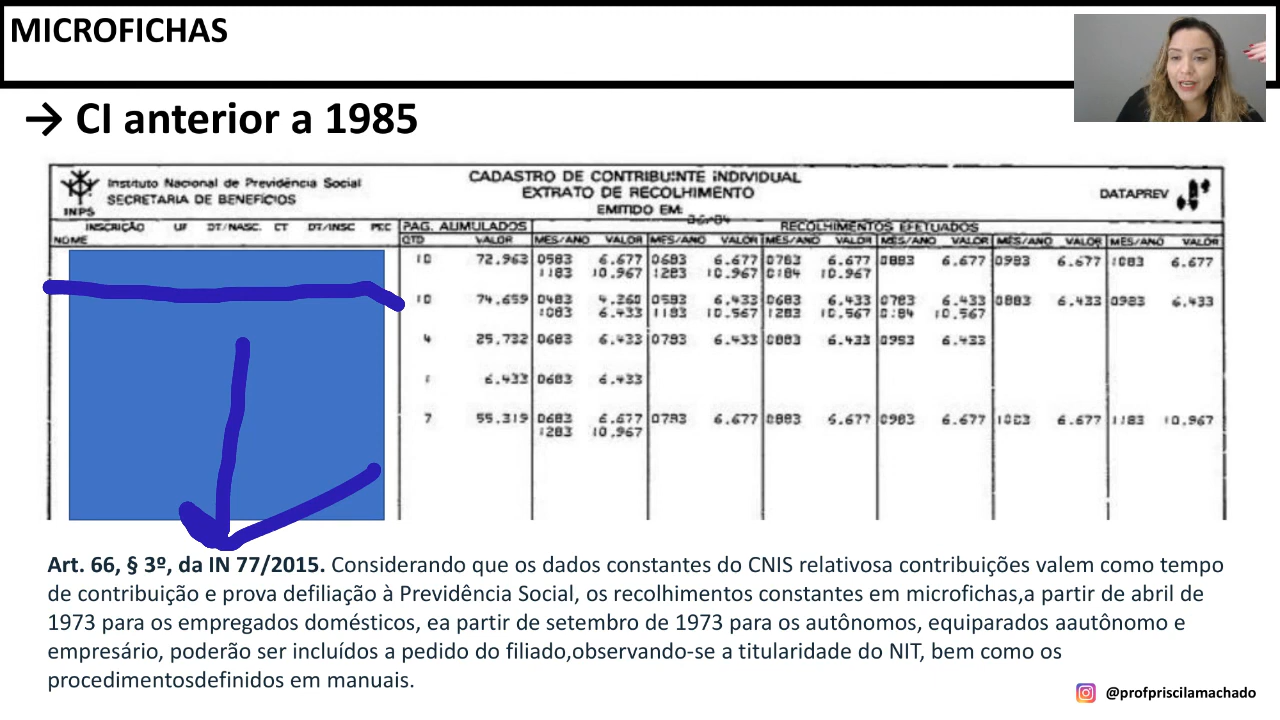 MICROFICHAS
→ CI anterior a 1985
Instituto Nacional de Previdência Social
SECRETARIA DE BENEFÍCIOS
INPS
CADASTRO DE CONTRIBUINTE INDIVIDUAL
EXTRATO DE RECOLHIMENTO
EMITIDO EM:
DATAPREV
INSCRIÇÃO UF DT/NASC. CT DT/INSC PAG. AUMULADOS RECOLHIMENTOS EFETUADOS
NOME QTD VALOR MES/ANO VALOR MES/ANO VALOR MES/ANO VALOR MES/ANO VALOR MES/ANO VALOR MES/ANO VALOR
10 72.963 0583 6.677 0683 6.677 0783 6.677 0883 6.677 0983 6.677 1083 6.677
1183 10.967 1283 10.967 0184 10.967
10 74.659 0483 4.260 0583 6.433 0683 6.433 0783 6.433 0883 6.433 0983 6.433
1083 6.433 1183 10.567 1283 10.567 0184 10.567
4 25.732 0683 6.433 0783 6.433 0883 6.433 0983 6.433
6.433 0683 6.433
7 55.319 0683 6.677 0783 6.677 0883 6.677 0983 6.677 1083 6.677 1183 10.967
1283 10.967
Art. 66, § 3º, da IN 77/2015. Considerando que os dados constantes do CNIS relativosa contribuições valem como tempo
de contribuição e prova defiliação à Previdência Social, os recolhimentos constantes em microfichas,a partir de abril de
1973 para os empregados domésticos, ea partir de setembro de 1973 para os autônomos, equiparados aautônomo e
empresário, poderão ser incluídos a pedido do filiado,observando-se a titularidade do NIT, bem como os
procedimentosdefinidos em manuais.
@profpriscilamachado